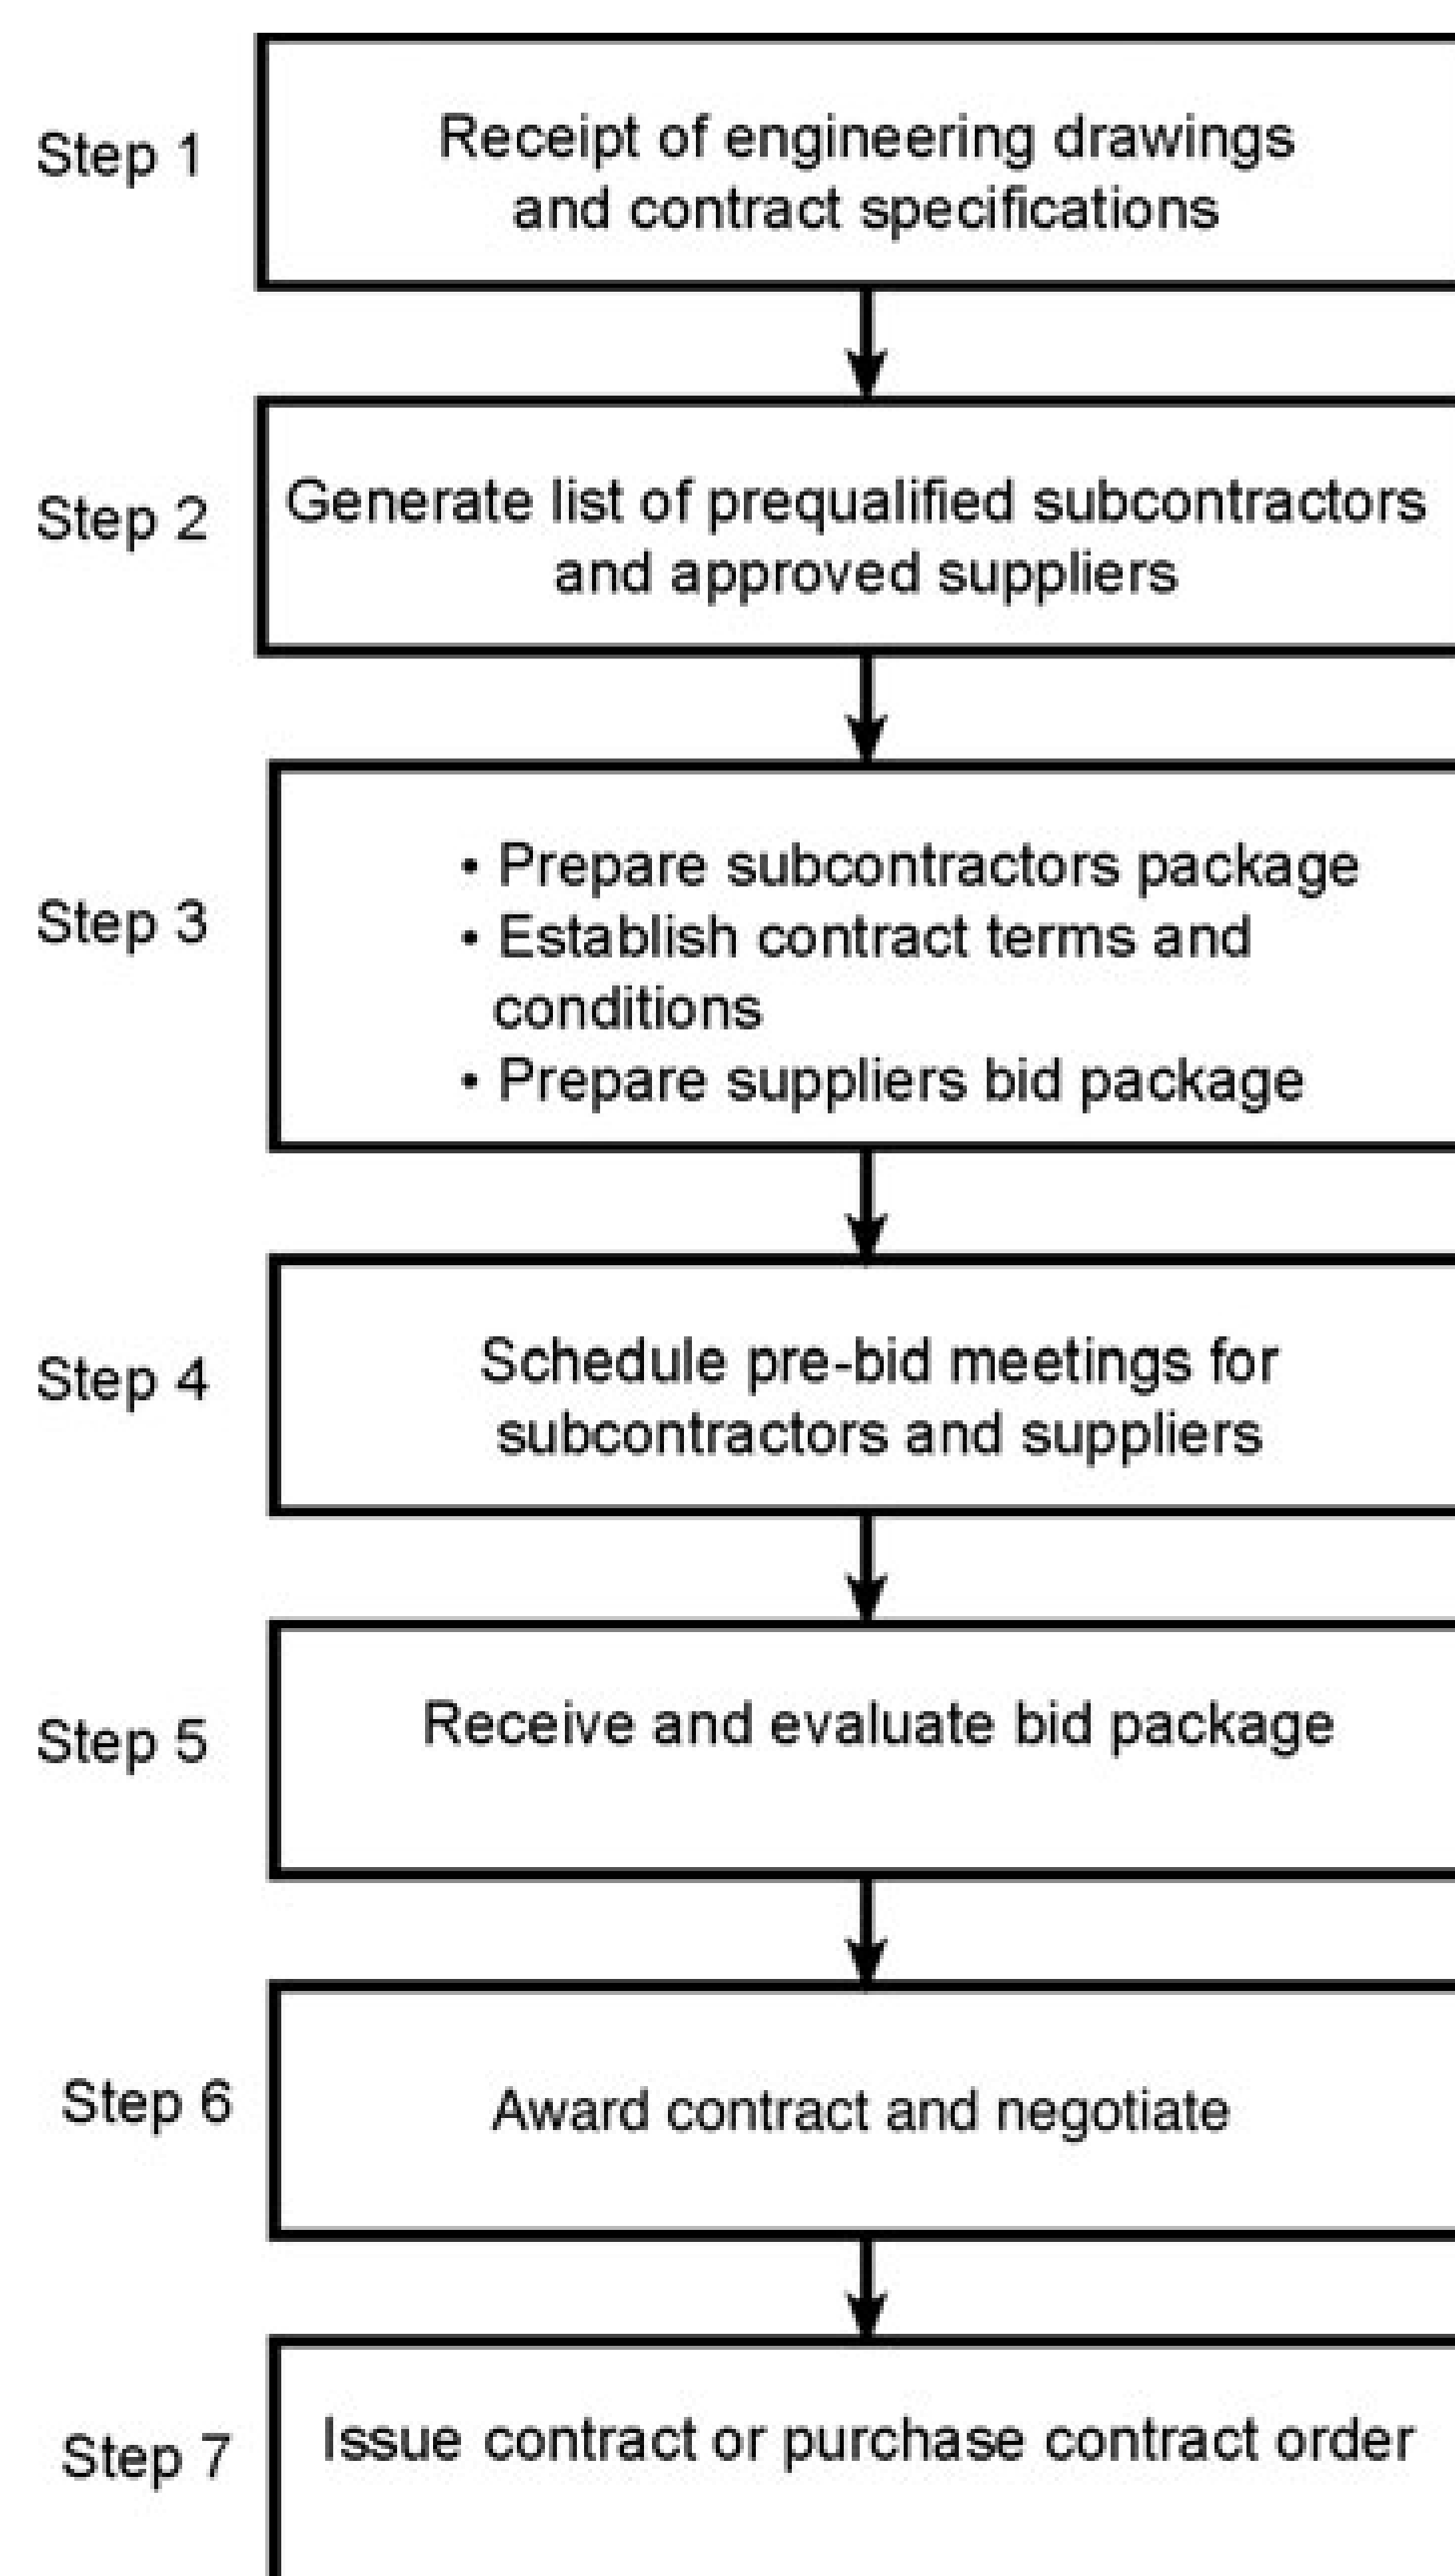 Step 1
Receipt of engineering drawings
and contract specifications
Step 2
Generate list of prequalified subcontractors
and approved suppliers
Step 3
• Prepare subcontractors package
• Establish contract terms and
conditions
• Prepare suppliers bid package
Step 4
Schedule pre-bid meetings for
subcontractors and suppliers
Step 5
Receive and evaluate bid package
Step 6
Award contract and negotiate
Step 7
Issue contract or purchase contract order